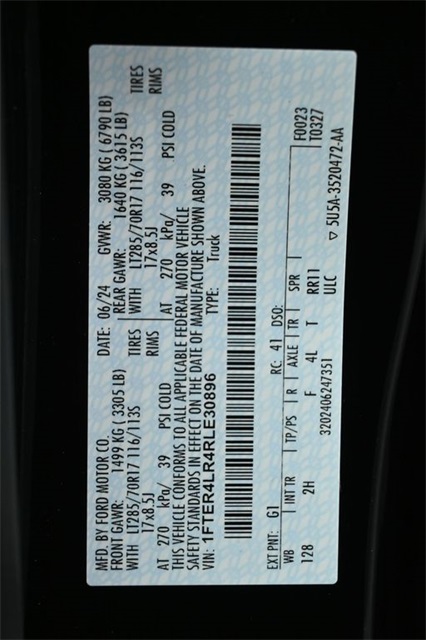 MFD. BY FORD MOTOR CO. DATE: 06/24 GVWR: 3080 KG ( 6790 LB)
FRONT GAWR: 1499 KG ( 3305 LB) REAR GAWR: 1640 KG ( 3615 LB)
WITH LT285/70R17 116/113S TIRES WITH LT285/70R17 116/113S TIRES
17x8.5J RIMS 17x8.5J RIMS
AT 270 kPa/ 39 PSI COLD AT 270 kPa/ 39 PSI COLD
THIS VEHICLE CONFORMS TO ALL APPLICABLE FEDERAL MOTOR VEHICLE
SAFETY STANDARDS IN EFFECT ON THE DATE OF MANUFACTURE SHOWN ABOVE.
VIN: 1FTER4LR4RLE30896 TYPE: Truck
F0023
EXT PNT: G1 RC: 41 DSO: T0327
WB INT TR TP/PS R AXLE TR SPR
128 2H F 4L T RR11 ▽ 5U5A-3520472-AA
3202406247351 ULC